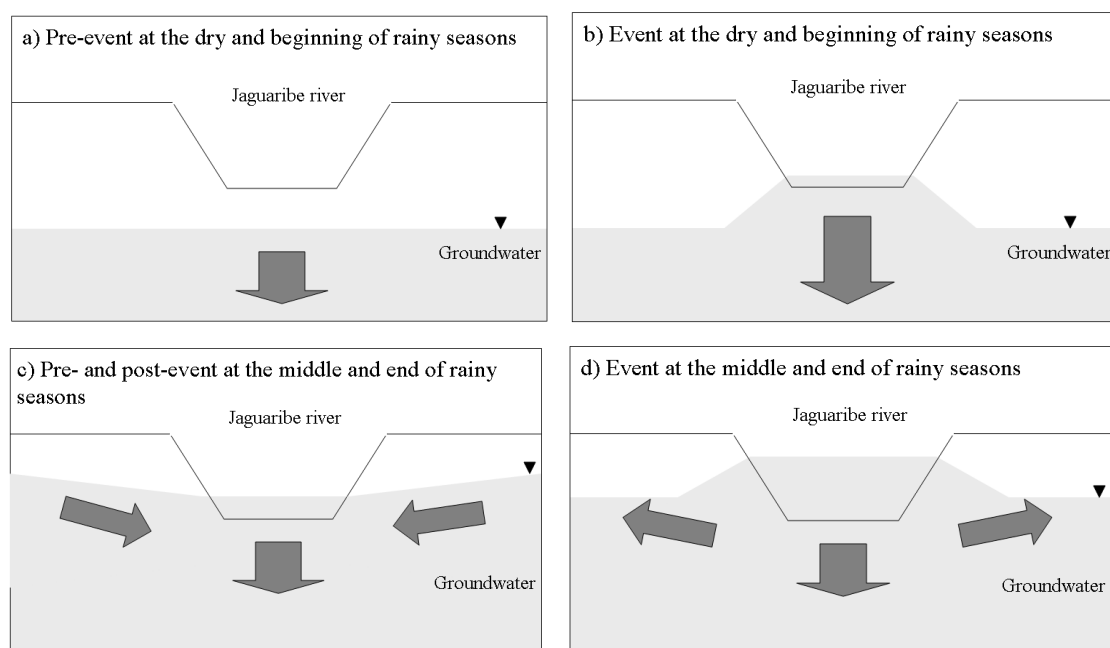 a) Pre-event at the dry and beginning of rainy seasons
Jaguaribe river
Groundwater
b) Event at the dry and beginning of rainy seasons
Jaguaribe river
Groundwater
c) Pre- and post-event at the middle and end of rainy
seasons
Jaguaribe river
Groundwater
d) Event at the middle and end of rainy seasons
Jaguaribe river
Groundwater